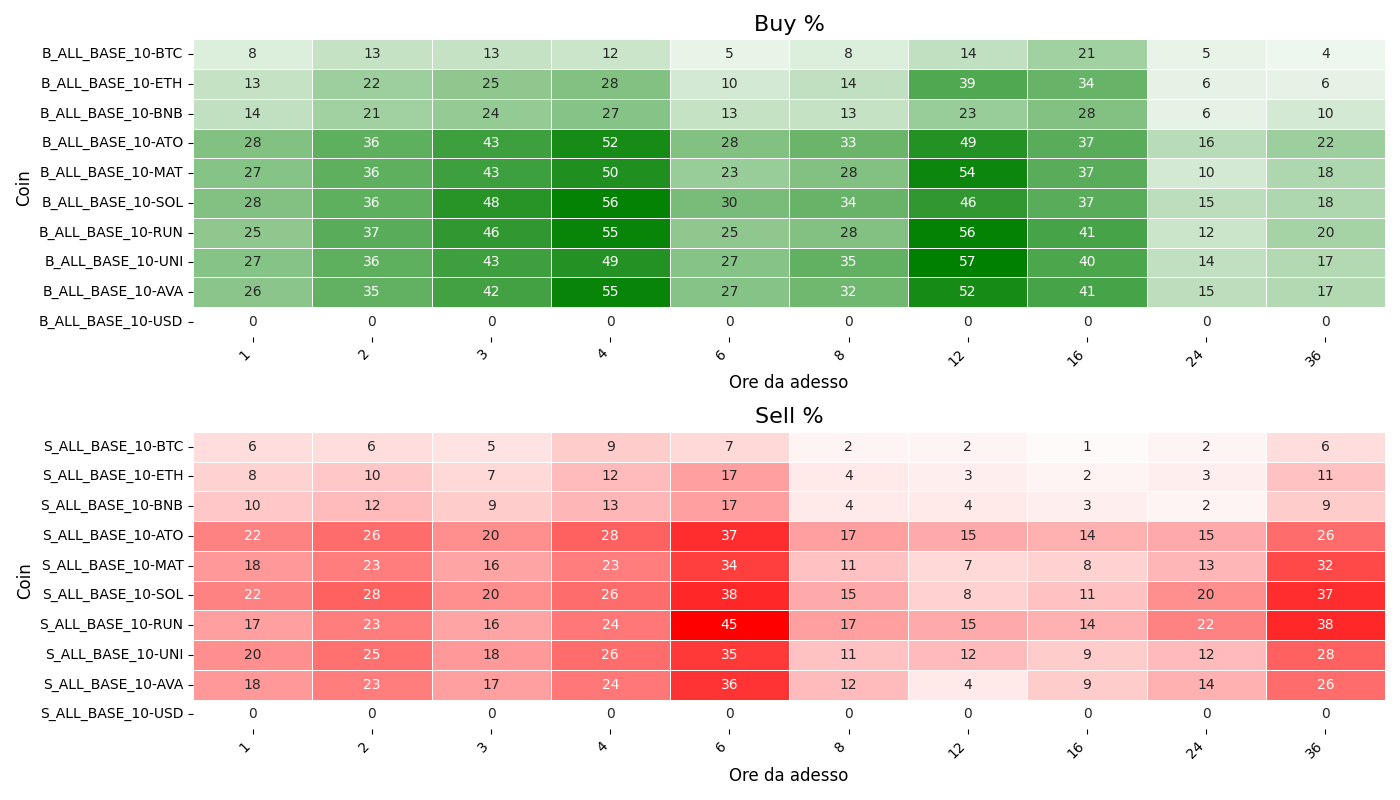 Buy %
Coin
B_ALL_BASE_10-BTC 8 13 13 12 5 8 14 21 5 4
B_ALL_BASE_10-ETH 13 22 25 28 10 14 39 34 6 6
B_ALL_BASE_10-BNB 14 21 24 27 13 13 23 28 6 10
B_ALL_BASE_10-ATO 28 36 43 52 28 33 49 37 16 22
B_ALL_BASE_10-MAT 27 36 43 50 23 28 54 37 10 18
B_ALL_BASE_10-SOL 28 36 48 56 30 34 46 37 15 18
B_ALL_BASE_10-RUN 25 37 46 55 25 28 56 41 12 20
B_ALL_BASE_10-UNI 27 36 43 49 27 35 57 40 14 17
B_ALL_BASE_10-AVA 26 35 42 55 27 32 52 41 15 17
B_ALL_BASE_10-USD 0 0 0 0 0 0 0 0 0 0
1 2 3 4 6 8 12 16 24 36
Ore da adesso
Sell %
Coin
S_ALL_BASE_10-BTC 6 6 5 9 7 2 2 1 2 6
S_ALL_BASE_10-ETH 8 10 7 12 17 4 3 2 3 11
S_ALL_BASE_10-BNB 10 12 9 13 17 4 4 3 2 9
S_ALL_BASE_10-ATO 22 26 20 28 37 17 15 14 15 26
S_ALL_BASE_10-MAT 18 23 16 23 34 11 7 8 13 32
S_ALL_BASE_10-SOL 22 28 20 26 38 15 8 11 20 37
S_ALL_BASE_10-RUN 17 23 16 24 45 17 15 14 22 38
S_ALL_BASE_10-UNI 20 25 18 26 35 11 12 9 12 28
S_ALL_BASE_10-AVA 18 23 17 24 36 12 4 9 14 26
S_ALL_BASE_10-USD 0 0 0 0 0 0 0 0 0 0
1 2 3 4 6 8 12 16 24 36
Ore da adesso